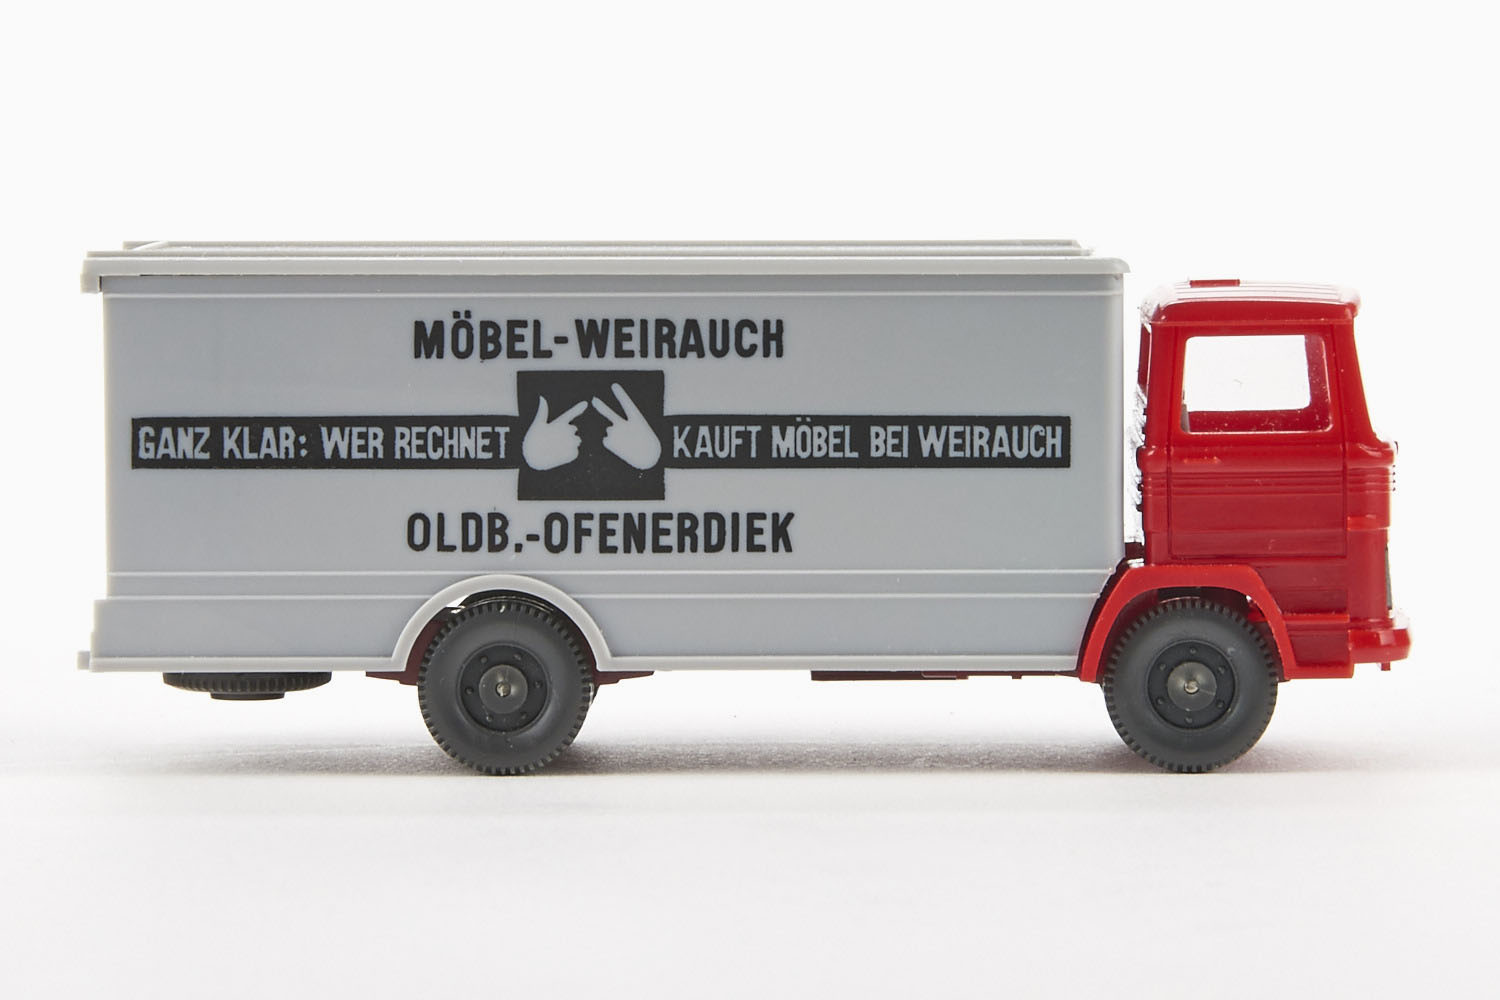 MÖBEL-WEIRAUCH
GANZ KLAR: WER RECHNET KAUFT MÖBEL BEI WEIRAUCH
OLDB.-OFENERDIEK